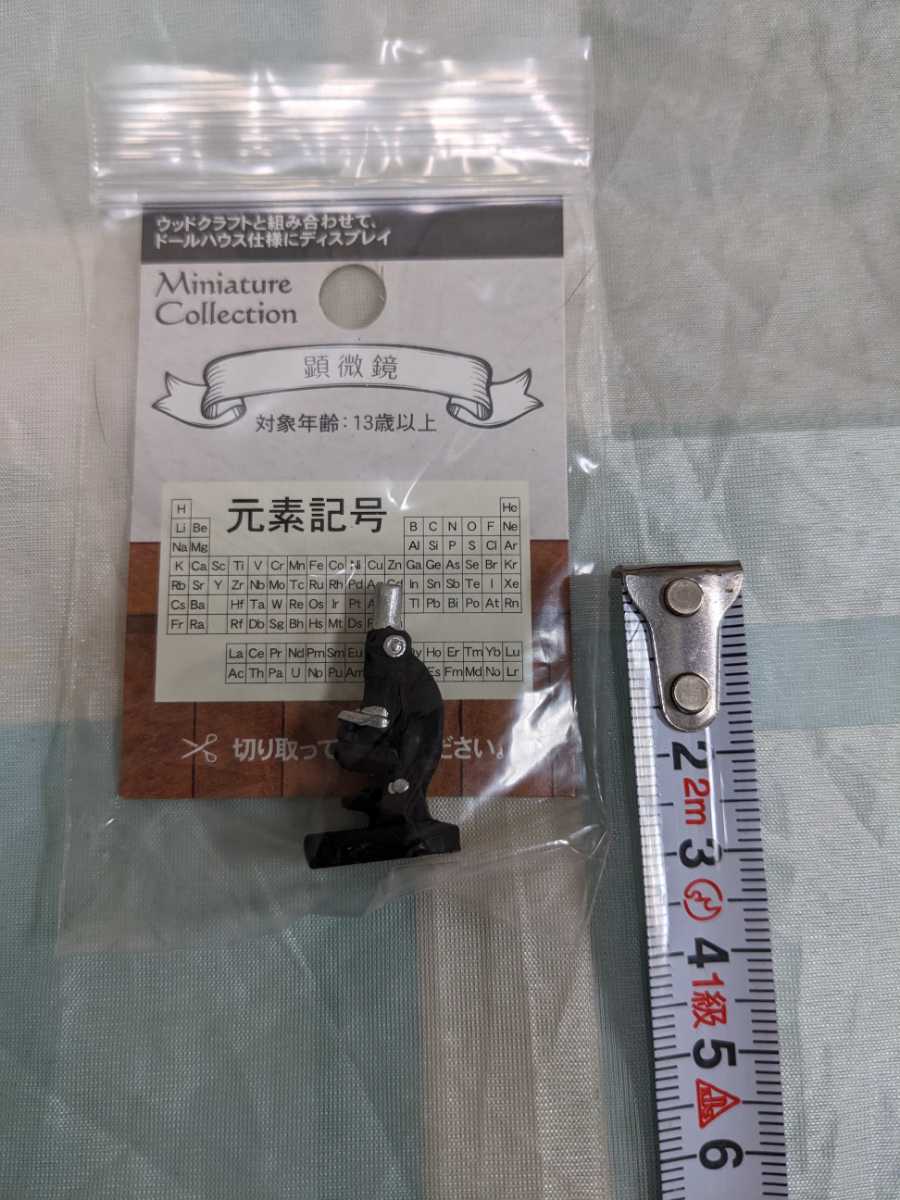 ウッドクラフトと組み合わせて、
ドールハウス仕様にディスプレイ
Miniature
Collection
顕微鏡
対象年齢：13歳以上
元素記号
H He
Li Be B C N O F Ne
Na Mg Al Si P S Cl Ar
K Ca Sc Ti V Cr Mn Fe Co Ni Cu Zn Ga Ge As Se Br Kr
Rb Sr Y Zr Nb Mo Tc Ru Rh Pd Ag Cd In Sn Sb Te I Xe
Cs Ba Hf Ta W Re Os Ir Pt Tl Pb Bi Po At Rn
Fr Ra Rf Db Sg Bh Hs Mt Ds
La Ce Pr Nd Pm Sm Eu Dy Ho Er Tm Yb Lu
Ac Th Pa U Np Pu Am Es Fm Md No Lr
切り取って ださい。
2
2m
3
4
1級
5
6